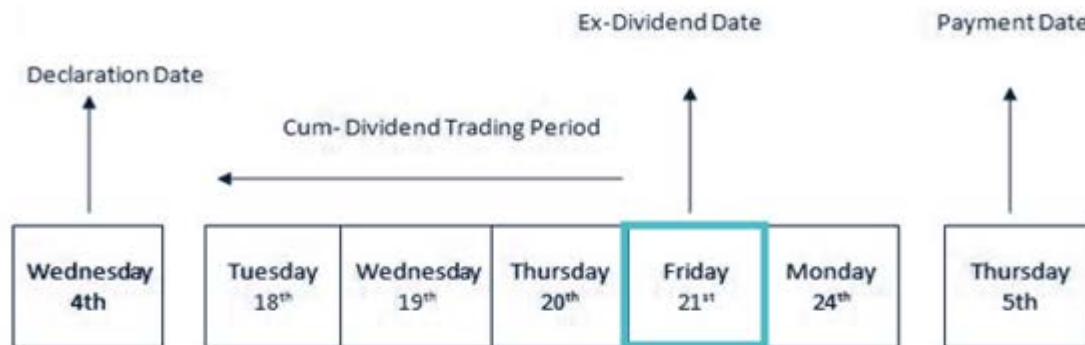 Ex-Dividend Date
Payment Date
Declaration Date
Cum- Dividend Trading Period
Wednesday
4th
Tuesday
18th
Wednesday
19th
Thursday
20th
Friday
21st
Monday
24th
Thursday
5th